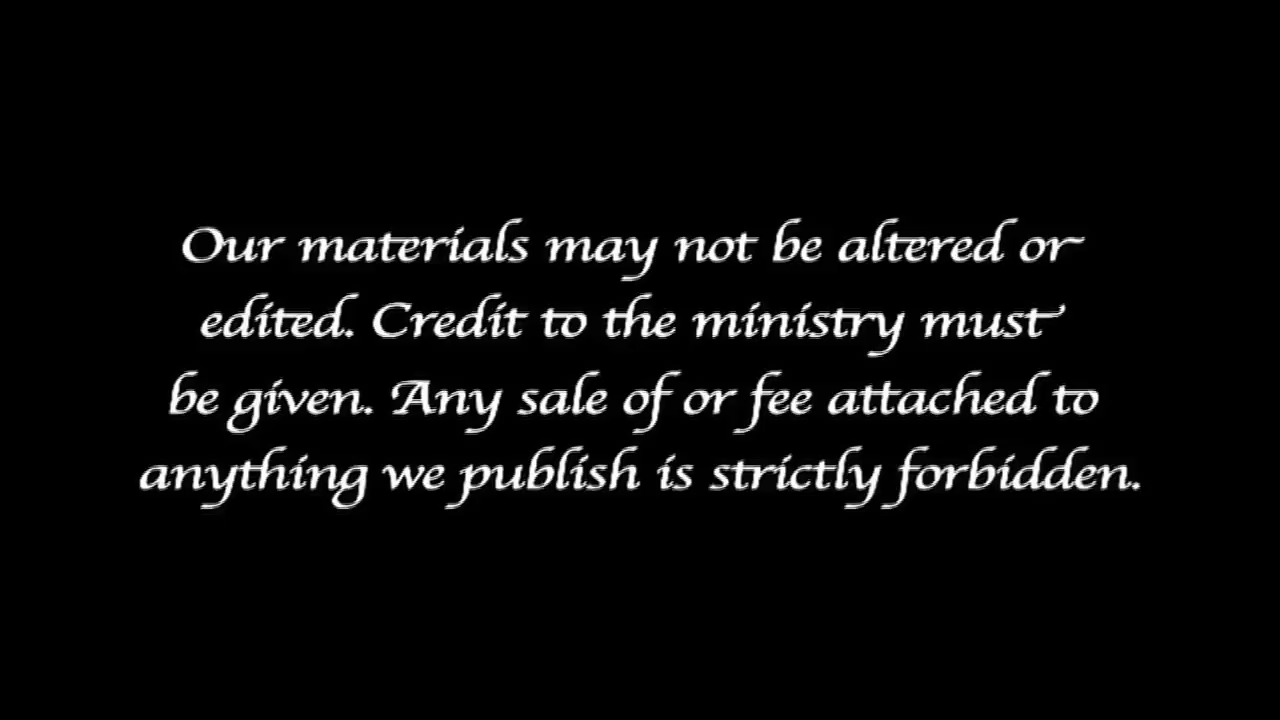 Our materials may not be altered or
edited. Credit to the ministry must
be given. Any sale of or fee attached to
anything we publish is strictly forbidden.